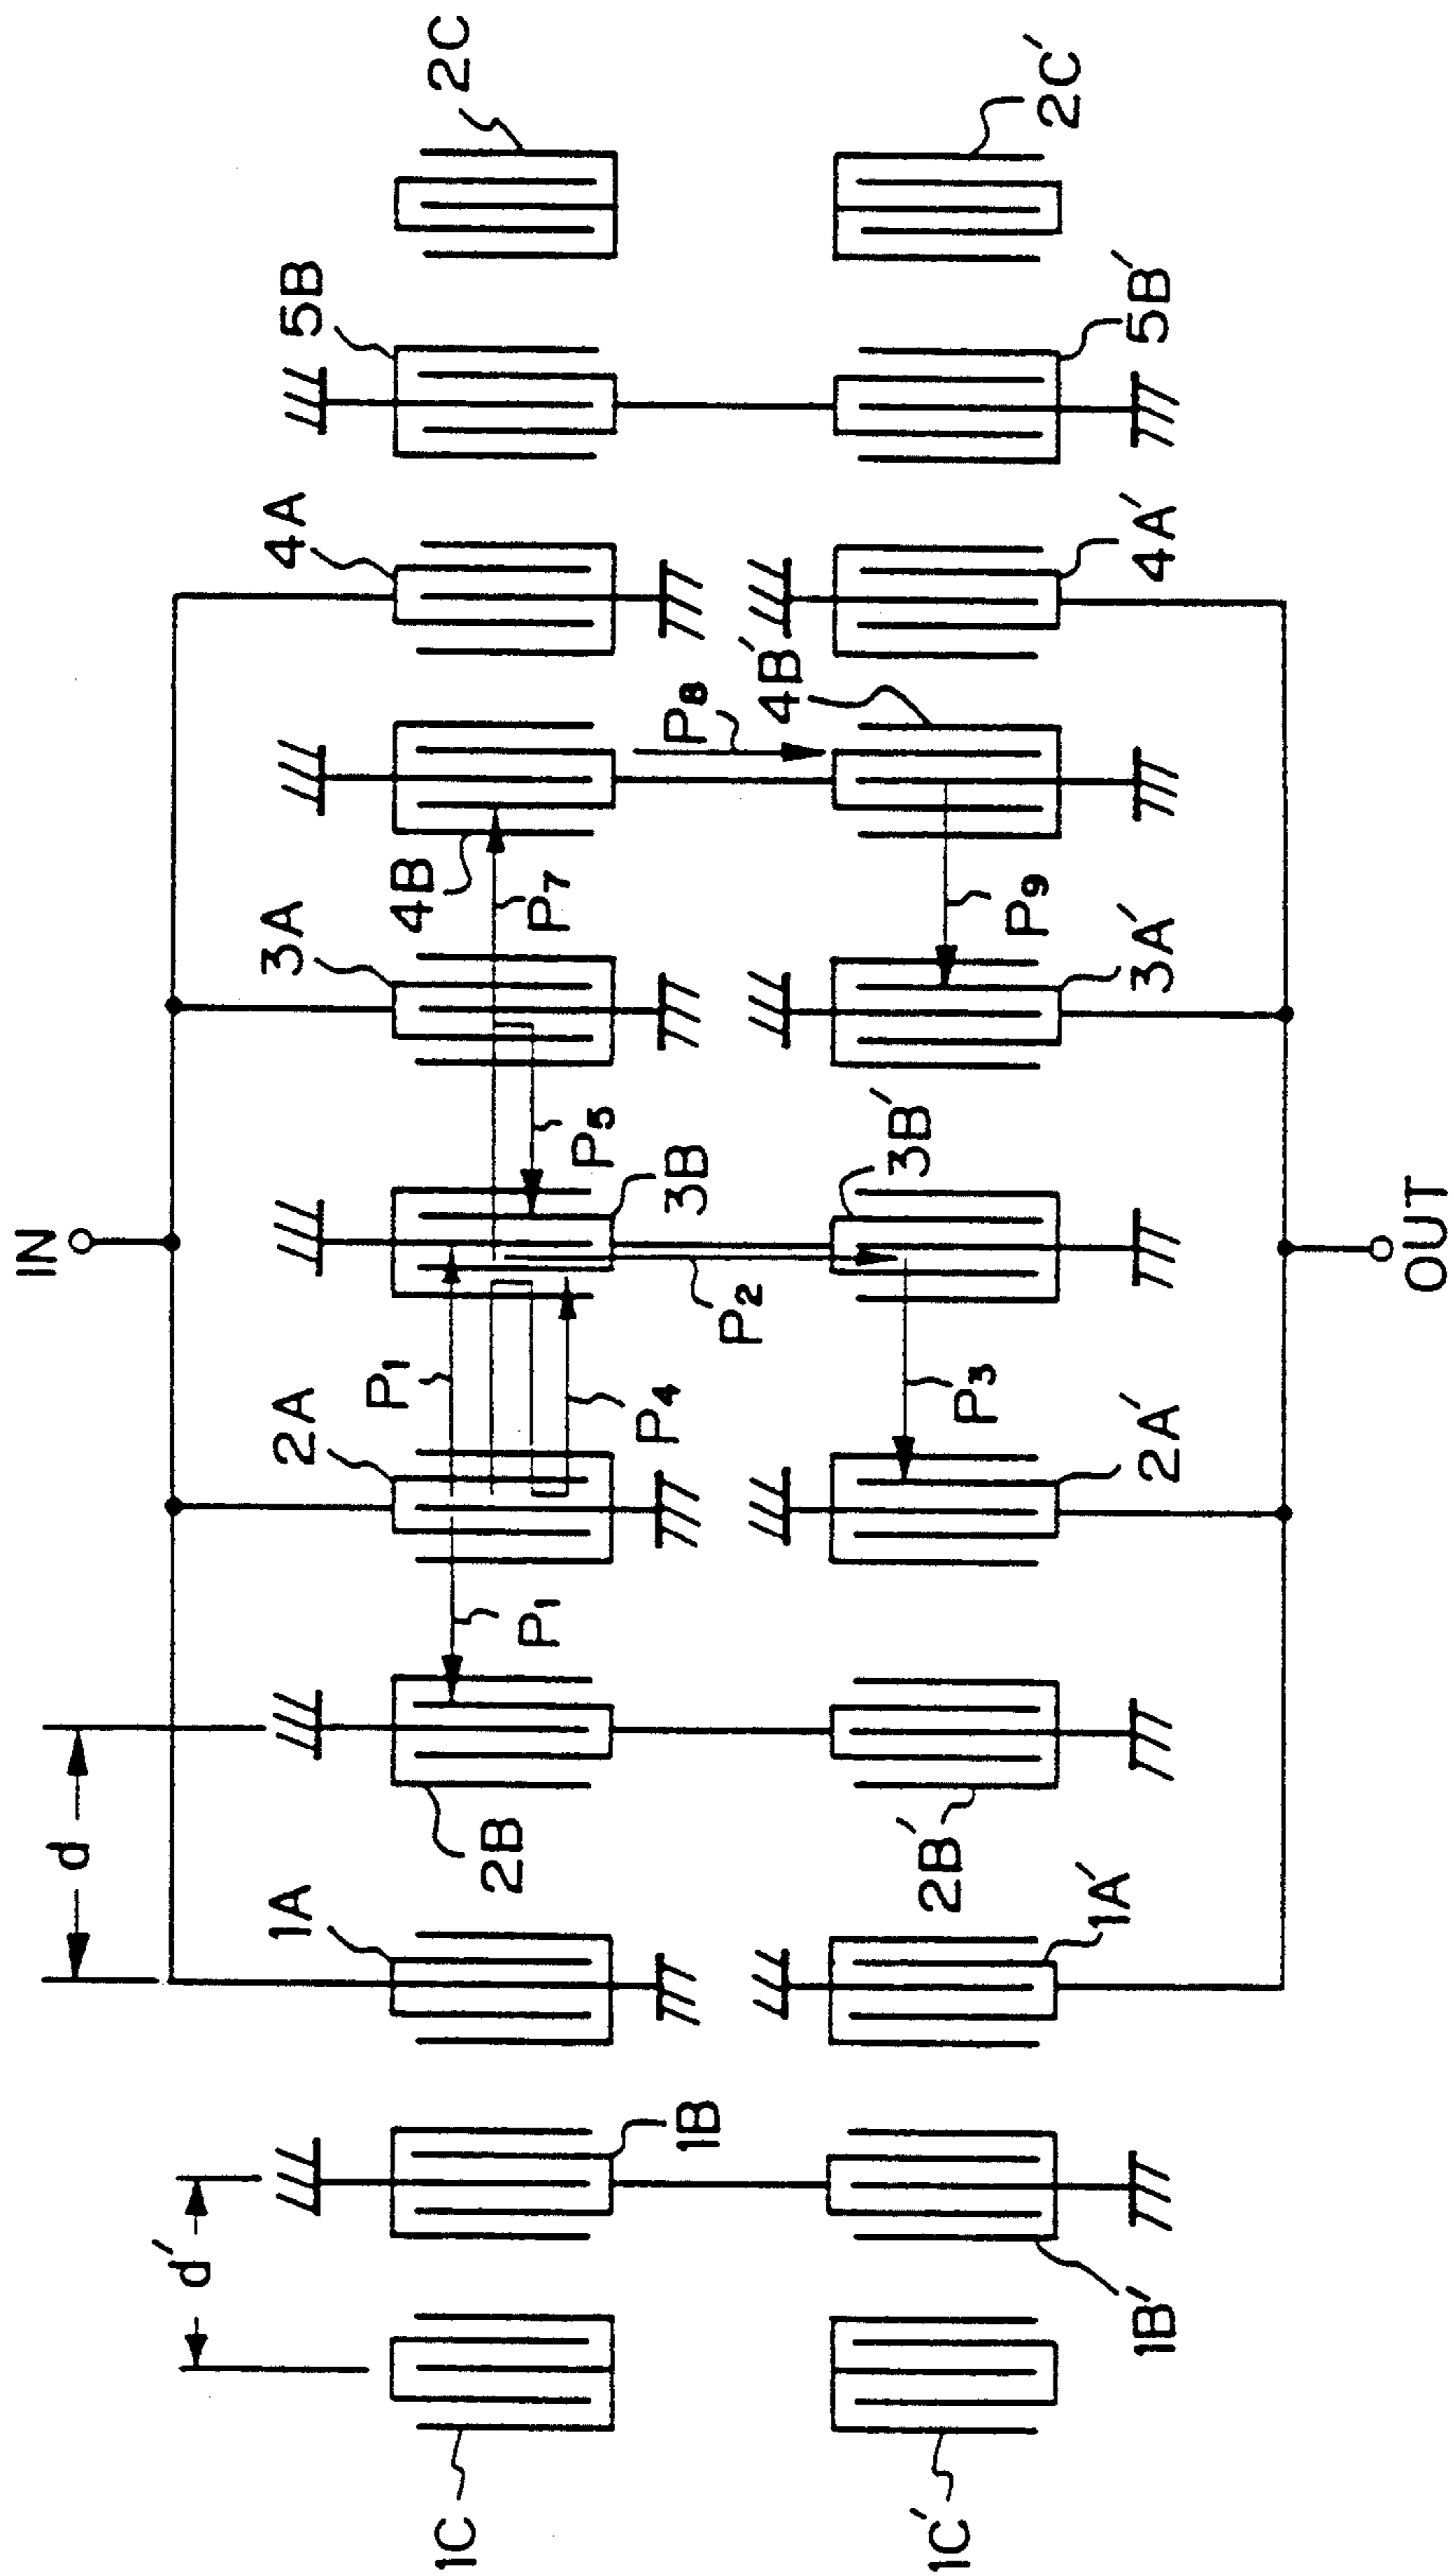 IN
d
d′
1A
2A
3A
4A
5B
2C
2B
P1
P1
4B
P7
P5
P4
1C
1B
3B
P2
P8
4B′
3B′
P3
P9
2C′
5B′
4A′
3A′
2A′
2B′
1A′
1B′
1C′
OUT